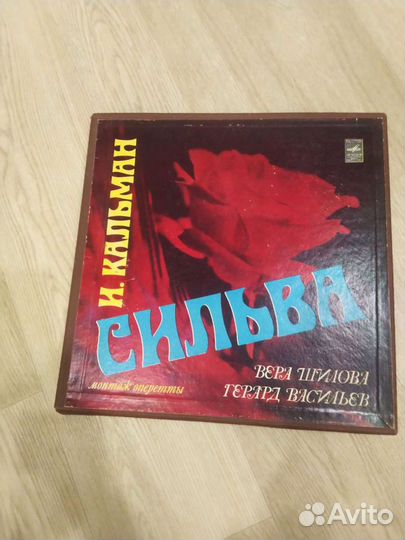 И. КАЛЬМАН
СИЛЬВА
монтаж оперетты
ВЕРА ШИЛОВА
ГЕРАРД ВАСИЛЬЕВ
Avito